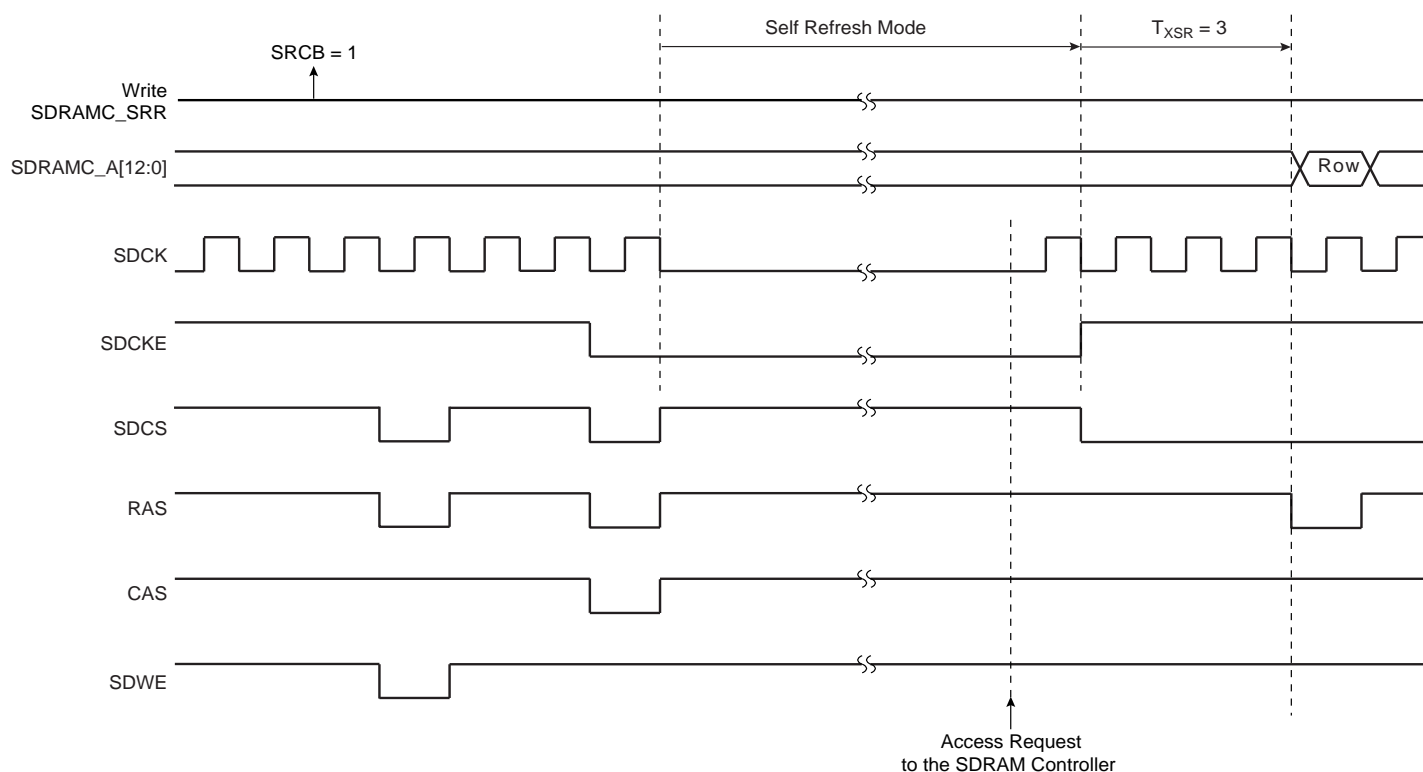 Self Refresh Mode
TXSR = 3
SRCB = 1
Write
SDRAMC_SRR
SDRAMC_A[12:0]
Row
SDCK
SDCKE
SDCS
RAS
CAS
SDWE
Access Request
to the SDRAM Controller